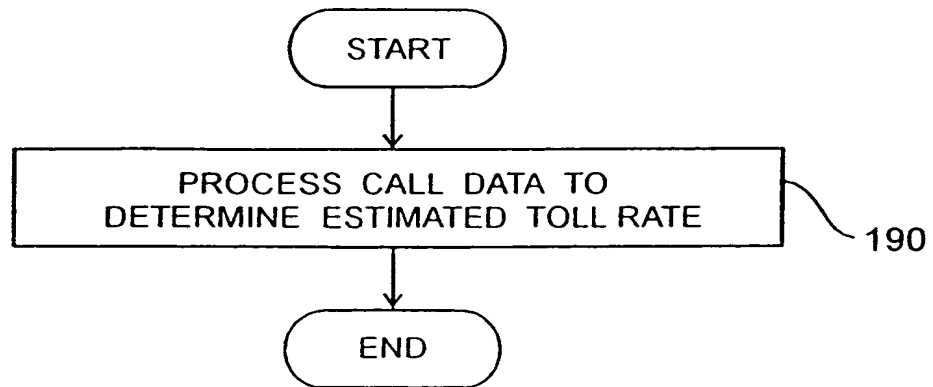 START
PROCESS CALL DATA TO
DETERMINE ESTIMATED TOLL RATE
190
END